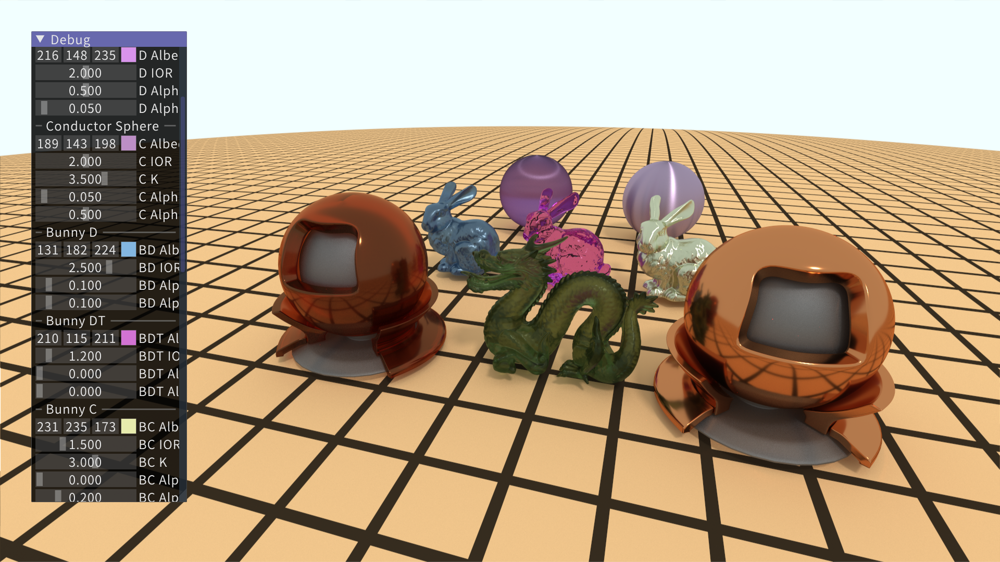 Debug
216 148 235 D Albe
2.000 D IOR
0.500 D Alph
0.050 D Alph
Conductor Sphere
189 143 198 C Albe
2.000 C IOR
3.500 C K
0.050 C Alph
0.500 C Alph
Bunny D
131 182 224 BD Alb
2.500 BD IOR
0.100 BD Alp
0.100 BD Alp
Bunny DT
210 115 211 BDT Al
1.200 BDT IO
0.000 BDT Al
0.000 BDT Al
Bunny C
231 235 173 BC Alb
1.500 BC IOR
3.000 BC K
0.000 BC Alp
0.200 BC Alp